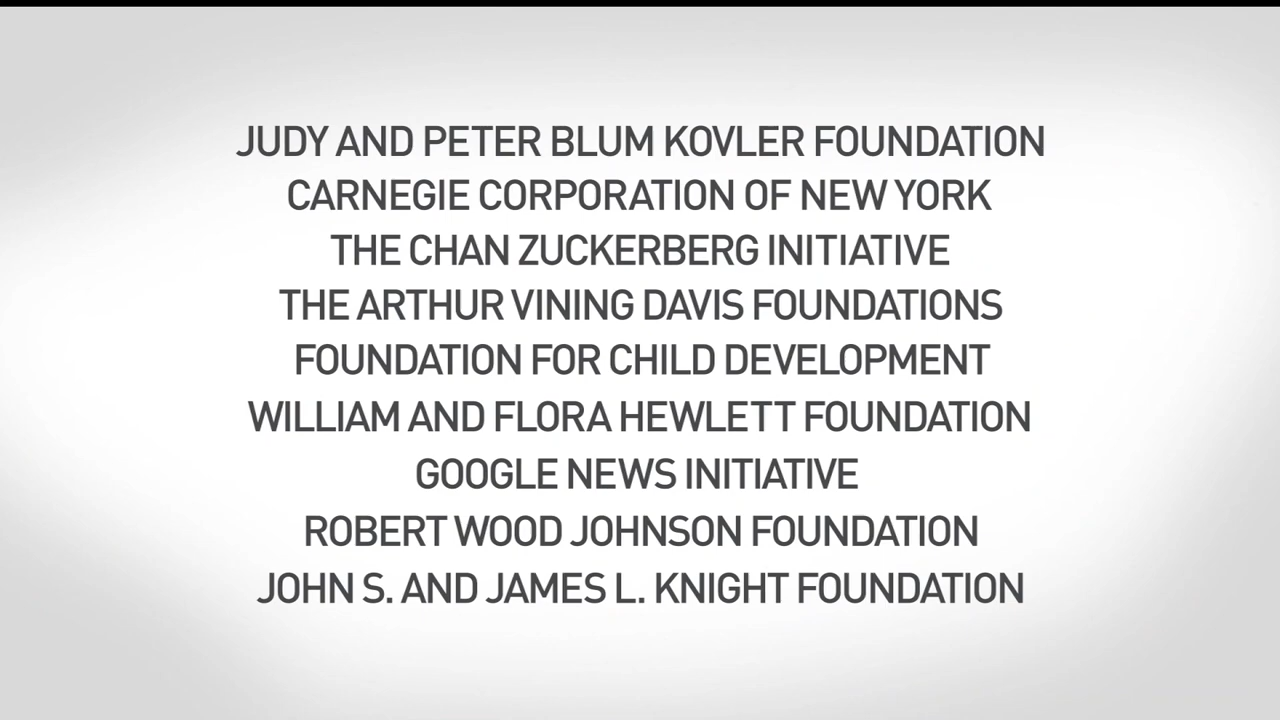 JUDY AND PETER BLUM KOVLER FOUNDATION
CARNEGIE CORPORATION OF NEW YORK
THE CHAN ZUCKERBERG INITIATIVE
THE ARTHUR VINING DAVIS FOUNDATIONS
FOUNDATION FOR CHILD DEVELOPMENT
WILLIAM AND FLORA HEWLETT FOUNDATION
GOOGLE NEWS INITIATIVE
ROBERT WOOD JOHNSON FOUNDATION
JOHN S. AND JAMES L. KNIGHT FOUNDATION